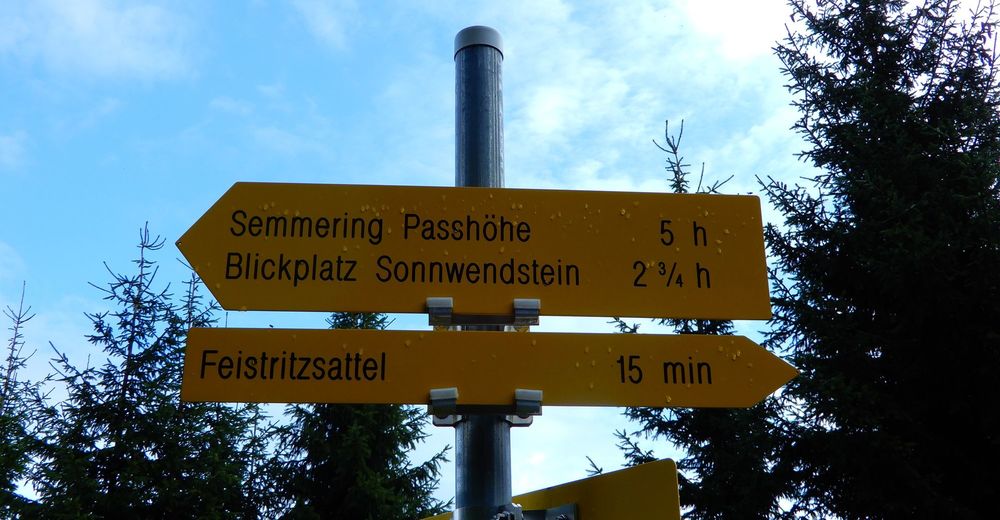 Semmering Passhöhe 5 h
Blickplatz Sonnwendstein 2 ¾ h
Feistritzsattel 15 min